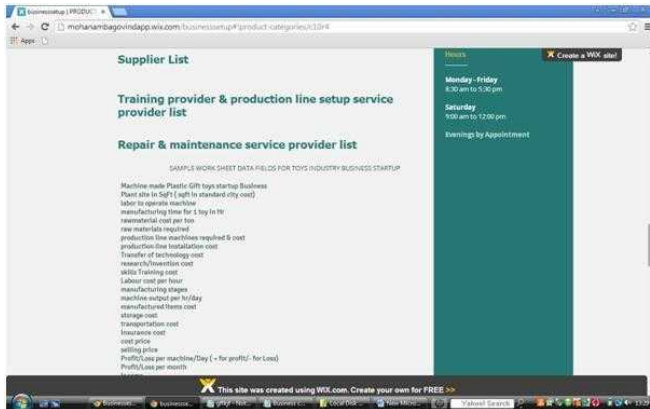 businesssetup | PRODUC
mohanambagovindapp.wix.com/businesssetup#!product-categories/c10r4
Apps
Create a WiX site!
Supplier List
Training provider & production line setup service
provider list
Repair & maintenance service provider list
SAMPLE WORK SHEET DATA FIELDS FOR TOYS INDUSTRY BUSINESS STARTUP
Machine made Plastic Gift toys startup Business
Plant site in SqFt ( sqft in standard city cost)
labor to operate machine
manufacturing time for 1 toy in Hr
rawmaterial cost per ton
raw materials required
production line machines required & cost
production line Installation cost
Transfer of technology cost
research/invention cost
skills Training cost
Labour cost per hour
manufacturing stages
machine output per hr/day
manufactured items cost
storage cost
transportation cost
Insurance cost
cost price
selling price
Profit/Loss per machine/Day ( + for profit/- for Loss)
Profit/Loss per month
Hours
Monday - Friday
8:30 am to 5:30 pm
Saturday
9:00 am to 12:00 pm
Evenings by Appointment
This site was created using WIX.com. Create your own for FREE >>
businesss...
businesss...
Local Disk ...
New Micro...
Yahoo! Search
13:29